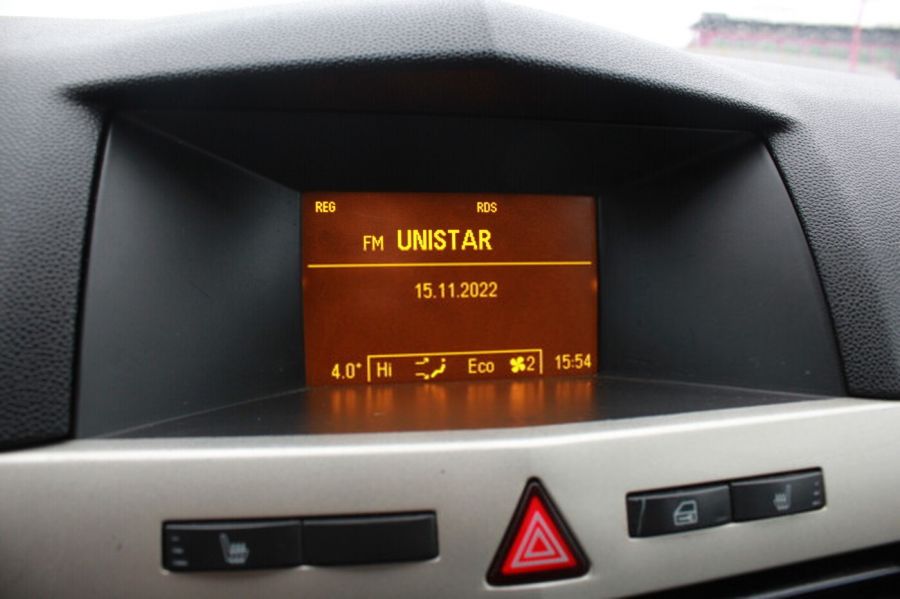 REG RDS
FM UNISTAR
15.11.2022
4.0° Hi Eco 2 15:54